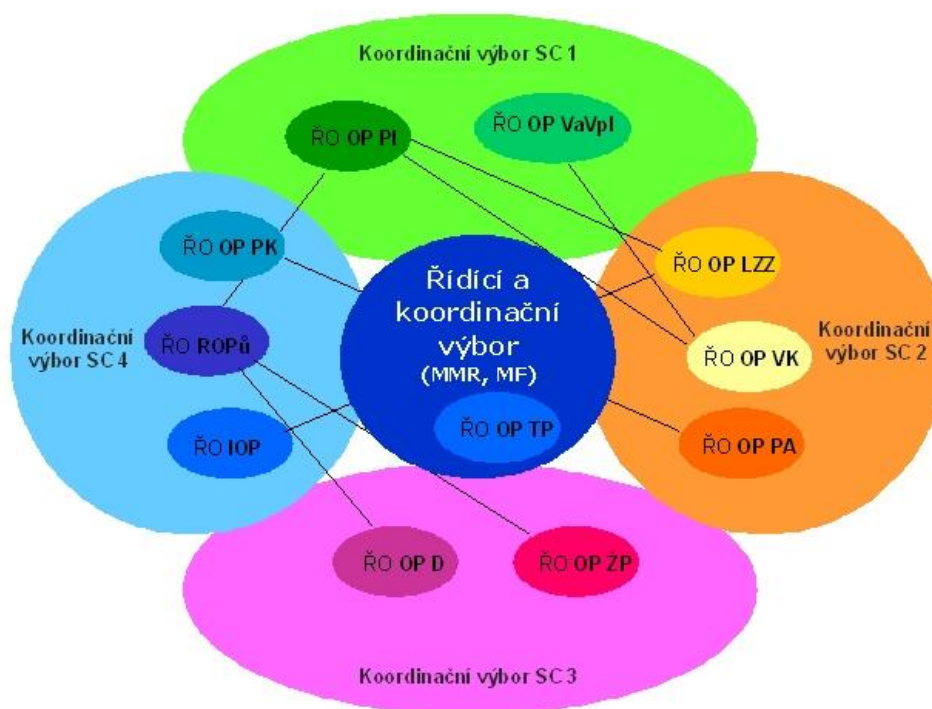 Koordinační výbor SC 1
ŘO OP PI
ŘO OP VaVpI
ŘO OP PK
ŘO OP LZZ
Řídící a
koordinační
výbor
(MMR, MF)
Koordinační
výbor SC 4
ŘO ROPů
ŘO OP VK
Koordinační
výbor SC 2
ŘO IOP
ŘO OP TP
ŘO OP PA
ŘO OP D
ŘO OP ŽP
Koordinační výbor SC 3